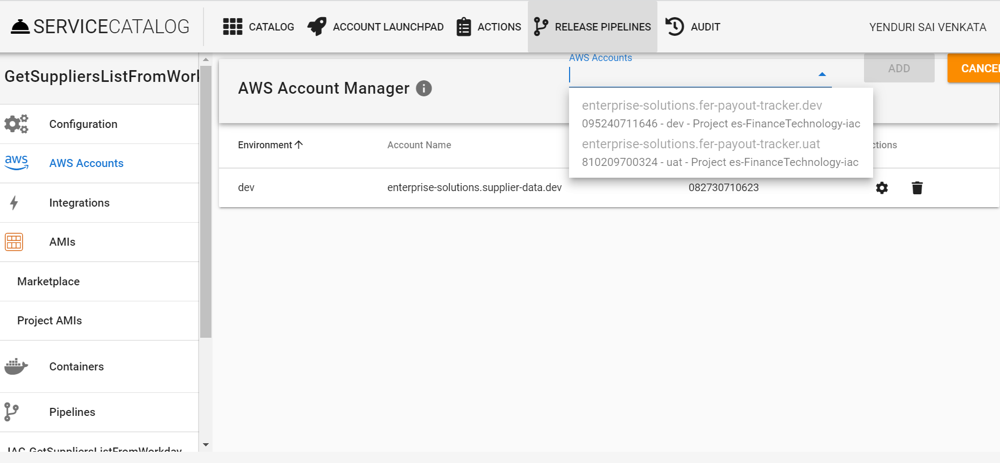 SERVICECATALOG
CATALOG
ACCOUNT LAUNCHPAD
ACTIONS
RELEASE PIPELINES
AUDIT
YENDURI SAI VENKATA
GetSuppliersListFromWork
Configuration
aws
AWS Accounts
Integrations
AMIs
Marketplace
Project AMIs
Containers
Pipelines
IAC-GetSuppliersListFromWorkday
AWS Account Manager
AWS Accounts
ADD
CANCEL
enterprise-solutions.fer-payout-tracker.dev
095240711646 - dev - Project es-FinanceTechnology-iac
enterprise-solutions.fer-payout-tracker.uat
810209700324 - uat - Project es-FinanceTechnology-iac
Environment
Account Name
ctions
dev
enterprise-solutions.supplier-data.dev
082730710623